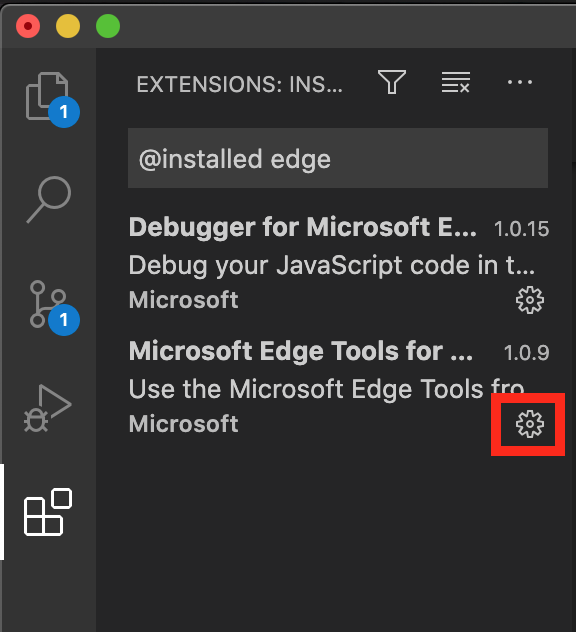 EXTENSIONS: INS...
1
@installed edge
Debugger for Microsoft E... 1.0.15
Debug your JavaScript code in t...
Microsoft
1
Microsoft Edge Tools for ... 1.0.9
Use the Microsoft Edge Tools fro...
Microsoft